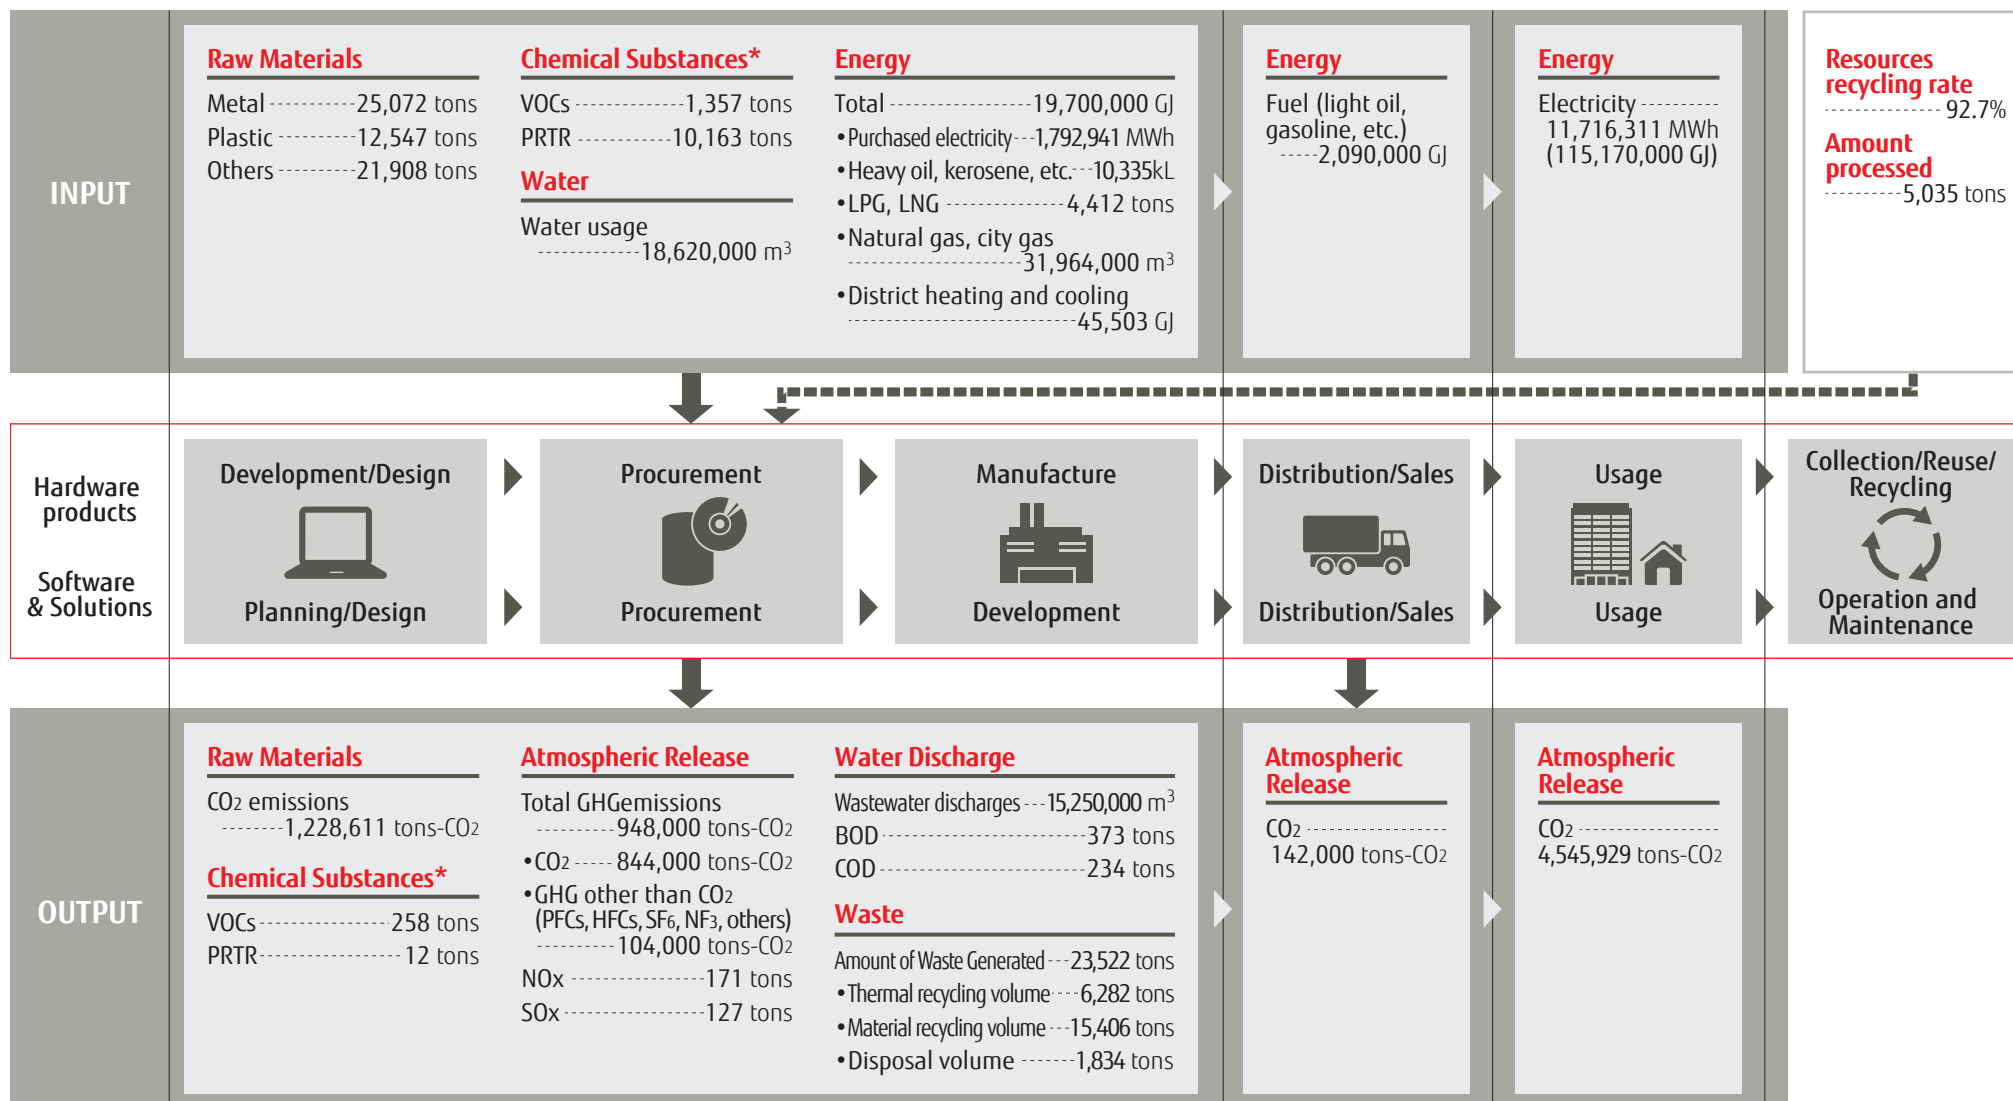 INPUT
Raw Materials
Metal 25,072 tons
Plastic 12,547 tons
Others 21,908 tons
Chemical Substances*
VOCs 1,357 tons
PRTR 10,163 tons
Water
Water usage
18,620,000 m³
Energy
Total 19,700,000 GJ
•Purchased electricity 1,792,941 MWh
•Heavy oil, kerosene, etc. 10,335kL
•LPG, LNG 4,412 tons
•Natural gas, city gas
31,964,000 m³
•District heating and cooling
45,503 GJ
Energy
Fuel (light oil,
gasoline, etc.)
2,090,000 GJ
Energy
Electricity
11,716,311 MWh
(115,170,000 GJ)
Resources
recycling rate
92.7%
Amount
processed
5,035 tons
Hardware
products
Software
& Solutions
Development/Design
Planning/Design
Procurement
Procurement
Manufacture
Development
Distribution/Sales
Distribution/Sales
Usage
Usage
Collection/Reuse/
Recycling
Operation and
Maintenance
OUTPUT
Raw Materials
CO2 emissions
1,228,611 tons-CO2
Chemical Substances*
VOCs 258 tons
PRTR 12 tons
Atmospheric Release
Total GHGemissions
948,000 tons-CO2
•CO2 844,000 tons-CO2
•GHG other than CO2
(PFCs, HFCs, SF6, NF3, others)
104,000 tons-CO2
NOx 171 tons
SOx 127 tons
Water Discharge
Wastewater discharges 15,250,000 m³
BOD 373 tons
COD 234 tons
Waste
Amount of Waste Generated 23,522 tons
•Thermal recycling volume 6,282 tons
•Material recycling volume 15,406 tons
•Disposal volume 1,834 tons
Atmospheric
Release
CO2
142,000 tons-CO2
Atmospheric
Release
CO2
4,545,929 tons-CO2